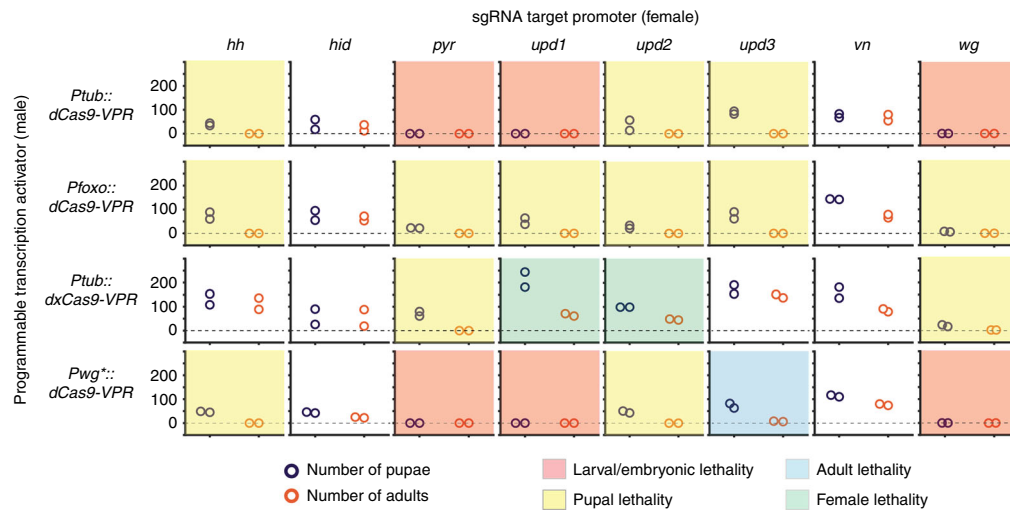 sgRNA target promoter (female)
hh hid pyr upd1 upd2 upd3 vn wg
Programmable transcription activator (male)
Ptub::
dCas9-VPR
200
100
0
Pfoxo::
dCas9-VPR
200
100
0
Ptub::
dxCas9-VPR
200
100
0
Pwg*::
dCas9-VPR
200
100
0
Number of pupae
Number of adults
Larval/embryonic lethality
Pupal lethality
Adult lethality
Female lethality